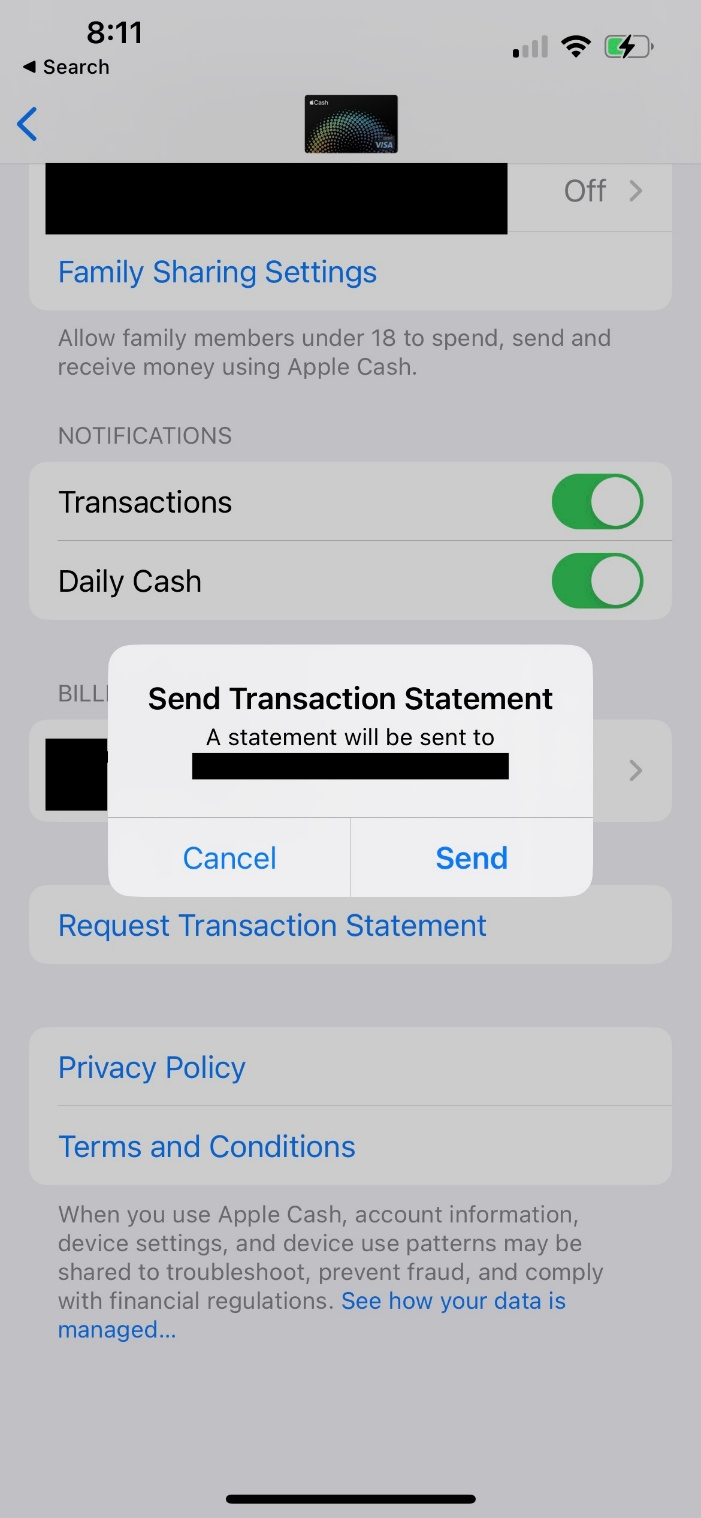 8:11
◀ Search
Cash
VISA
Off
Family Sharing Settings
Allow family members under 18 to spend, send and
receive money using Apple Cash.
NOTIFICATIONS
Transactions
Daily Cash
Send Transaction Statement
A statement will be sent to
Cancel
Send
Request Transaction Statement
Privacy Policy
Terms and Conditions
When you use Apple Cash, account information,
device settings, and device use patterns may be
shared to troubleshoot, prevent fraud, and comply
with financial regulations. See how your data is
managed...